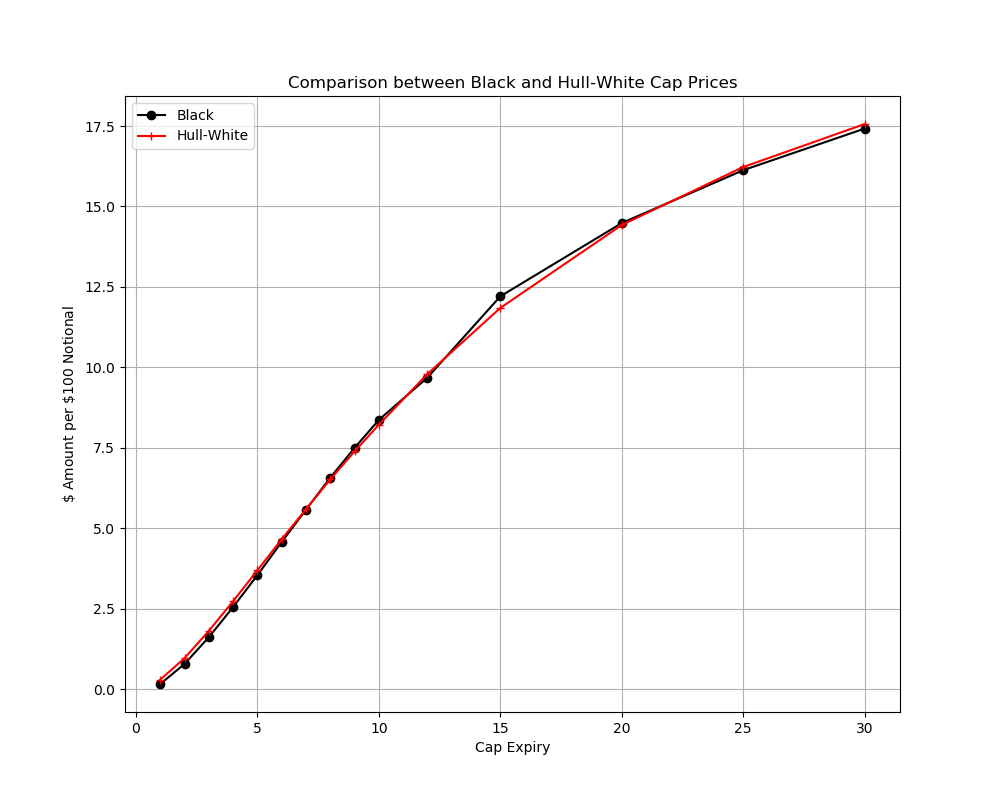 Comparison between Black and Hull-White Cap Prices
Black
Hull-White
17.5
15.0
12.5
10.0
7.5
5.0
2.5
0.0
$ Amount per $100 Notional
0 5 10 15 20 25 30
Cap Expiry